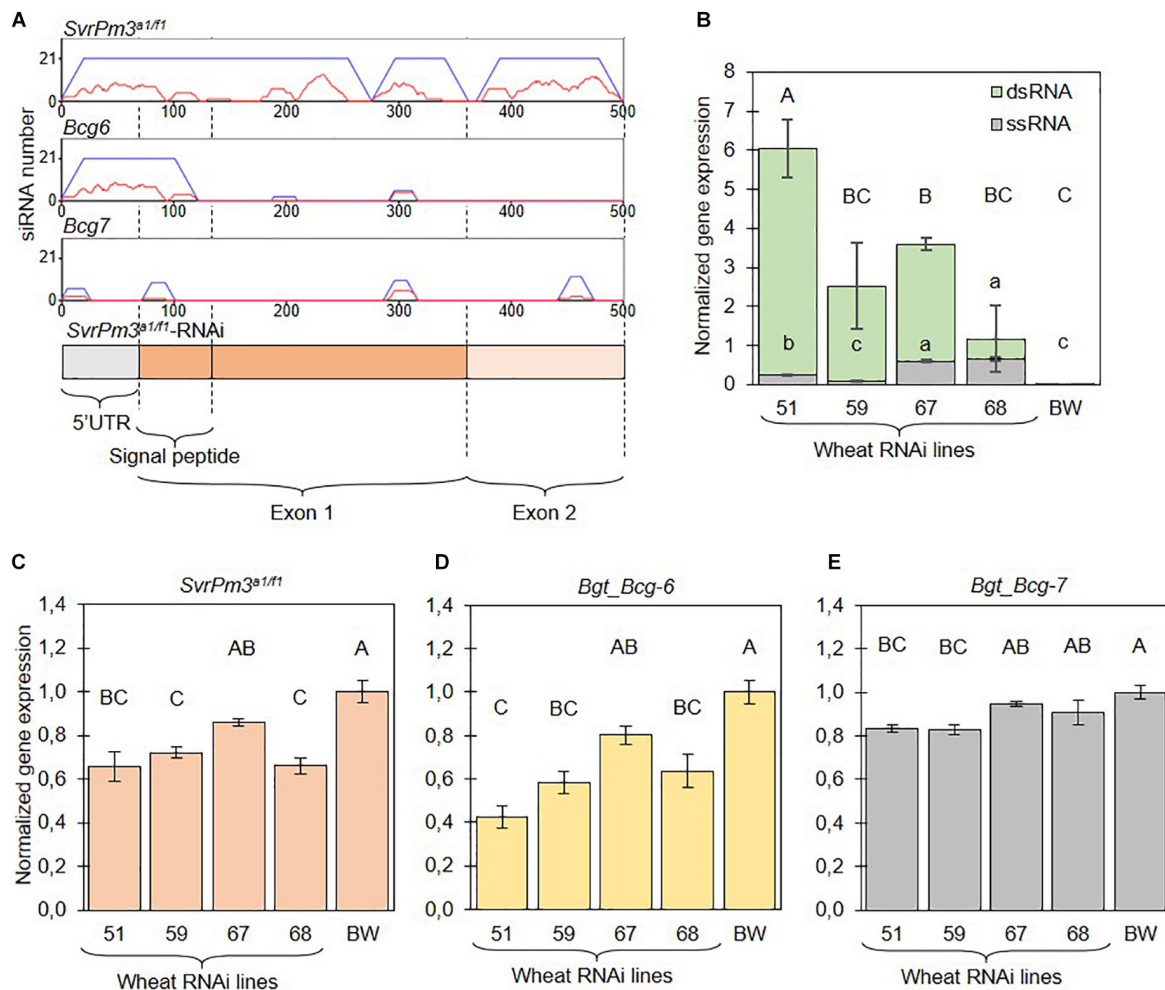 A
SvrPm3a1/f1
siRNA number
21
0
0 100 200 300 400 500
Bcg6
21
0
0 100 200 300 400 500
Bcg7
21
0
0 100 200 300 400 500
SvrPm3a1/f1-RNAi
5'UTR
Signal peptide
Exon 1
Exon 2
B
Normalized gene expression
8
7
6
5
4
3
2
1
0
dsRNA
ssRNA
A
BC
B
BC
C
b
c
a
a
c
51 59 67 68 BW
Wheat RNAi lines
C
SvrPm3a1/f1
Normalized gene expression
1,4
1,2
1,0
0,8
0,6
0,4
0,2
0,0
BC
C
AB
C
A
51 59 67 68 BW
Wheat RNAi lines
D
Bgt_Bcg-6
1,4
1,2
1,0
0,8
0,6
0,4
0,2
0,0
C
BC
AB
BC
A
51 59 67 68 BW
Wheat RNAi lines
E
Bgt_Bcg-7
1,4
1,2
1,0
0,8
0,6
0,4
0,2
0,0
BC
BC
AB
AB
A
51 59 67 68 BW
Wheat RNAi lines